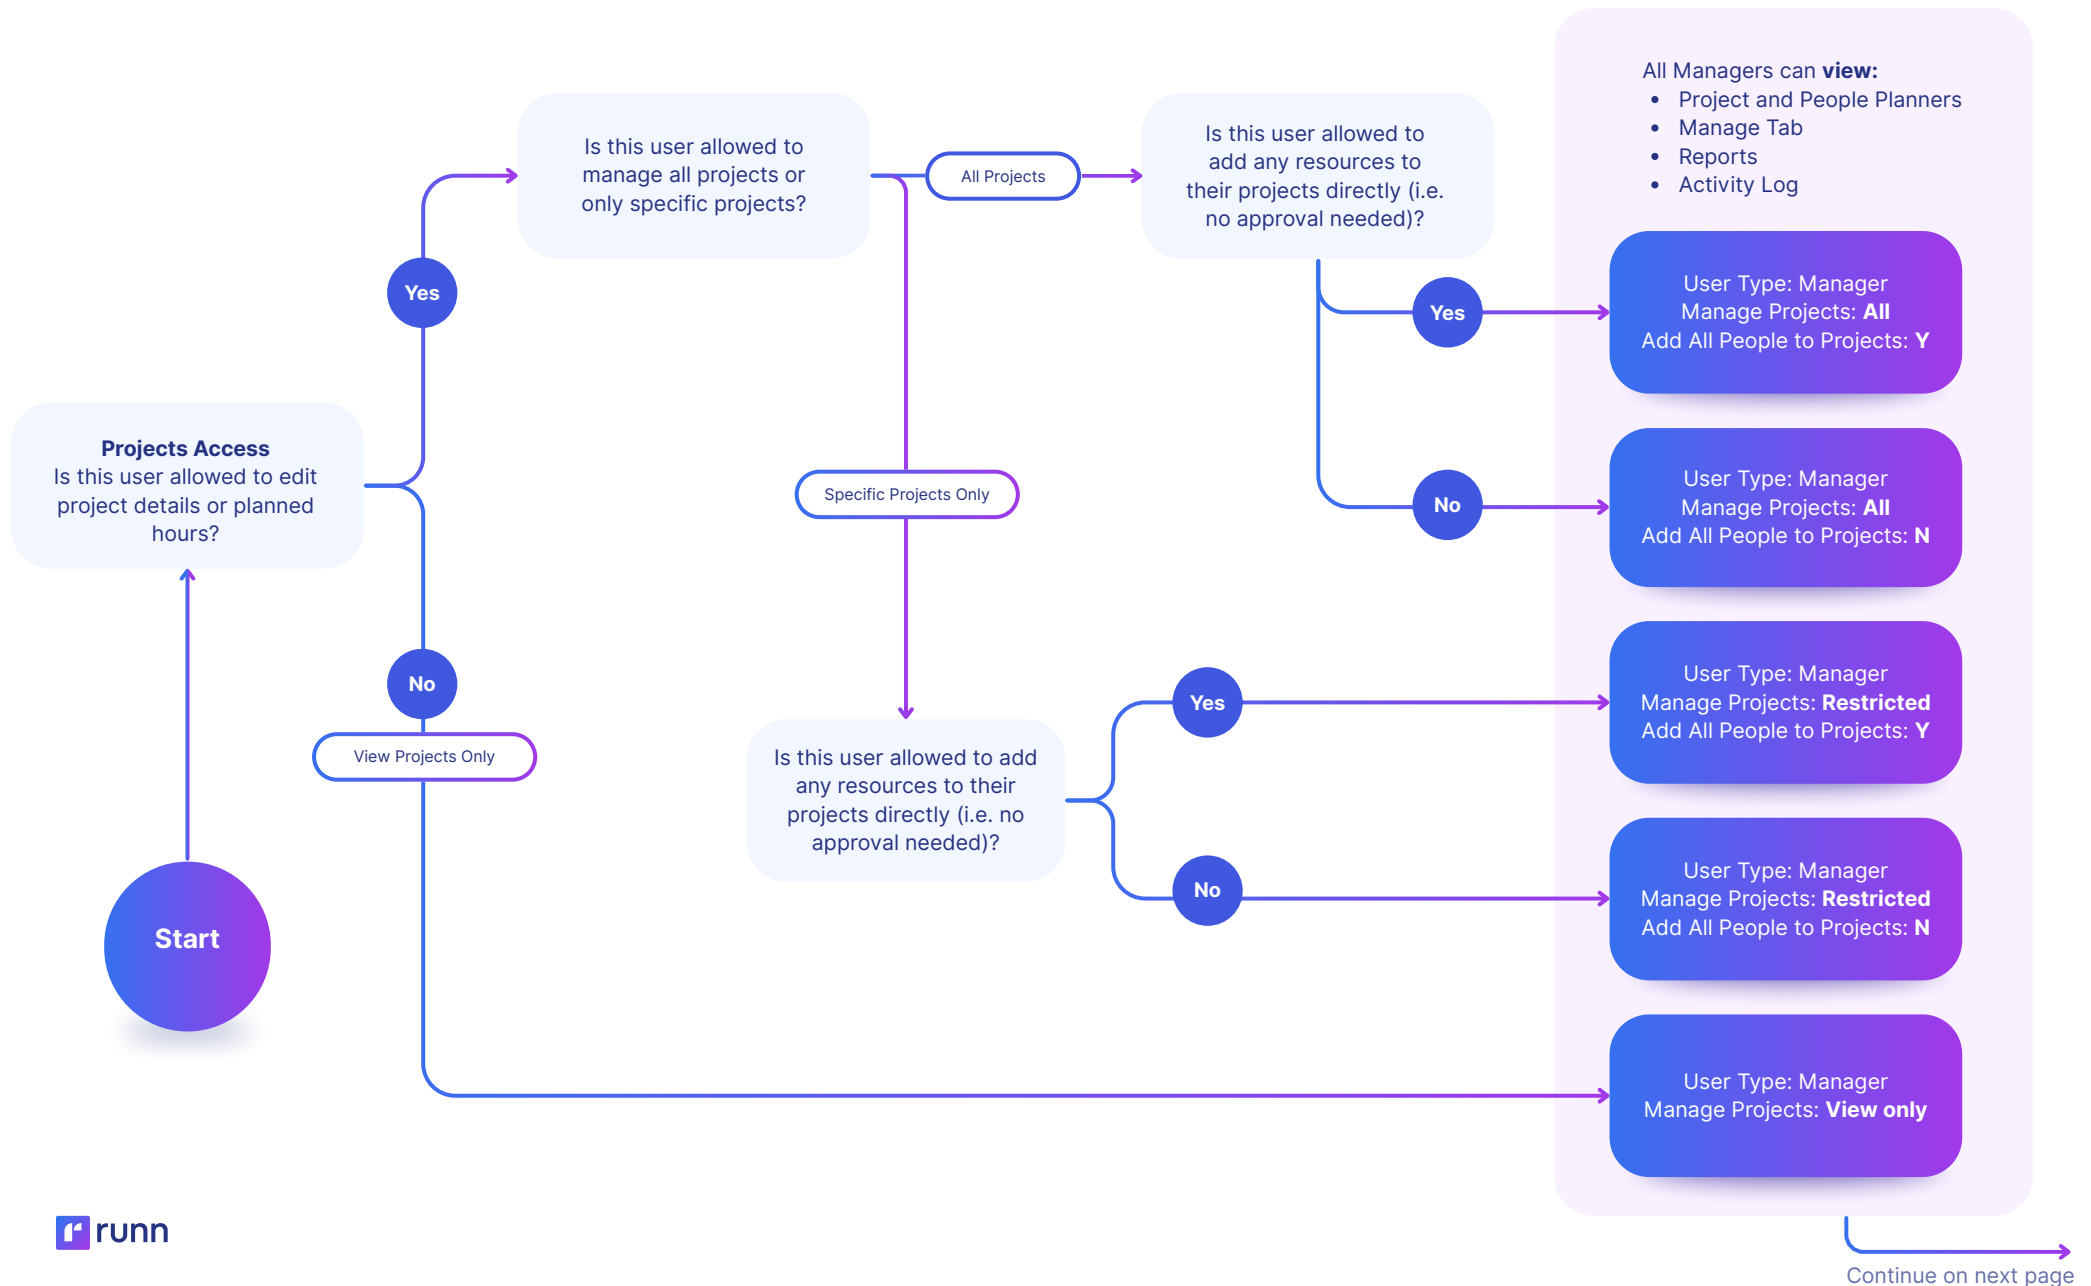 Projects Access
Is this user allowed to edit
project details or planned
hours?
Start
Yes
No
View Projects Only
Is this user allowed to
manage all projects or
only specific projects?
All Projects
Specific Projects Only
Is this user allowed to
add any resources to
their projects directly (i.e.
no approval needed)?
Yes
No
Is this user allowed to add
any resources to their
projects directly (i.e. no
approval needed)?
Yes
No
All Managers can view:
• Project and People Planners
• Manage Tab
• Reports
• Activity Log
User Type: Manager
Manage Projects: All
Add All People to Projects: Y
User Type: Manager
Manage Projects: All
Add All People to Projects: N
User Type: Manager
Manage Projects: Restricted
Add All People to Projects: Y
User Type: Manager
Manage Projects: Restricted
Add All People to Projects: N
User Type: Manager
Manage Projects: View only
runn
Continue on next page